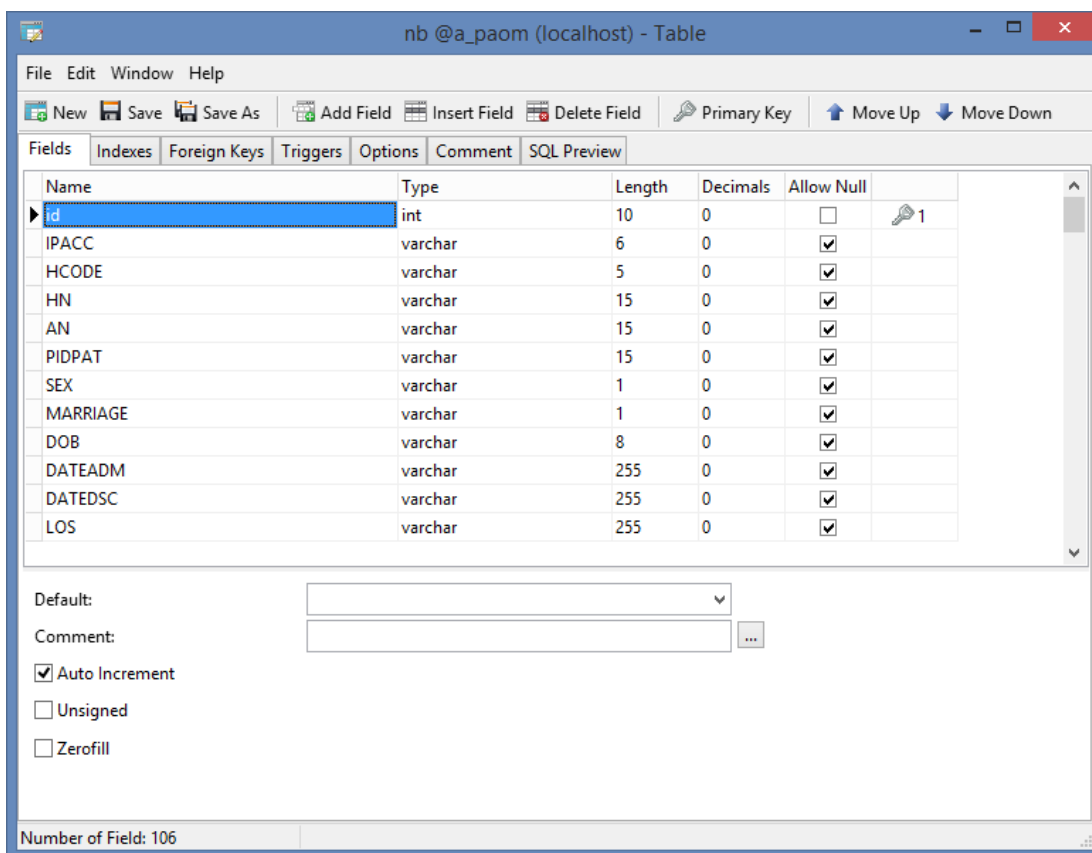 nb @a_paom (localhost) - Table
File Edit Window Help
New Save Save As Add Field Insert Field Delete Field Primary Key Move Up Move Down
Fields Indexes Foreign Keys Triggers Options Comment SQL Preview
Name Type Length Decimals Allow Null
id int 10 0 1
IPACC varchar 6 0
HCODE varchar 5 0
HN varchar 15 0
AN varchar 15 0
PIDPAT varchar 15 0
SEX varchar 1 0
MARRIAGE varchar 1 0
DOB varchar 8 0
DATEADM varchar 255 0
DATEDSC varchar 255 0
LOS varchar 255 0
Default:
Comment: ...
Auto Increment
Unsigned
Zerofill
Number of Field: 106